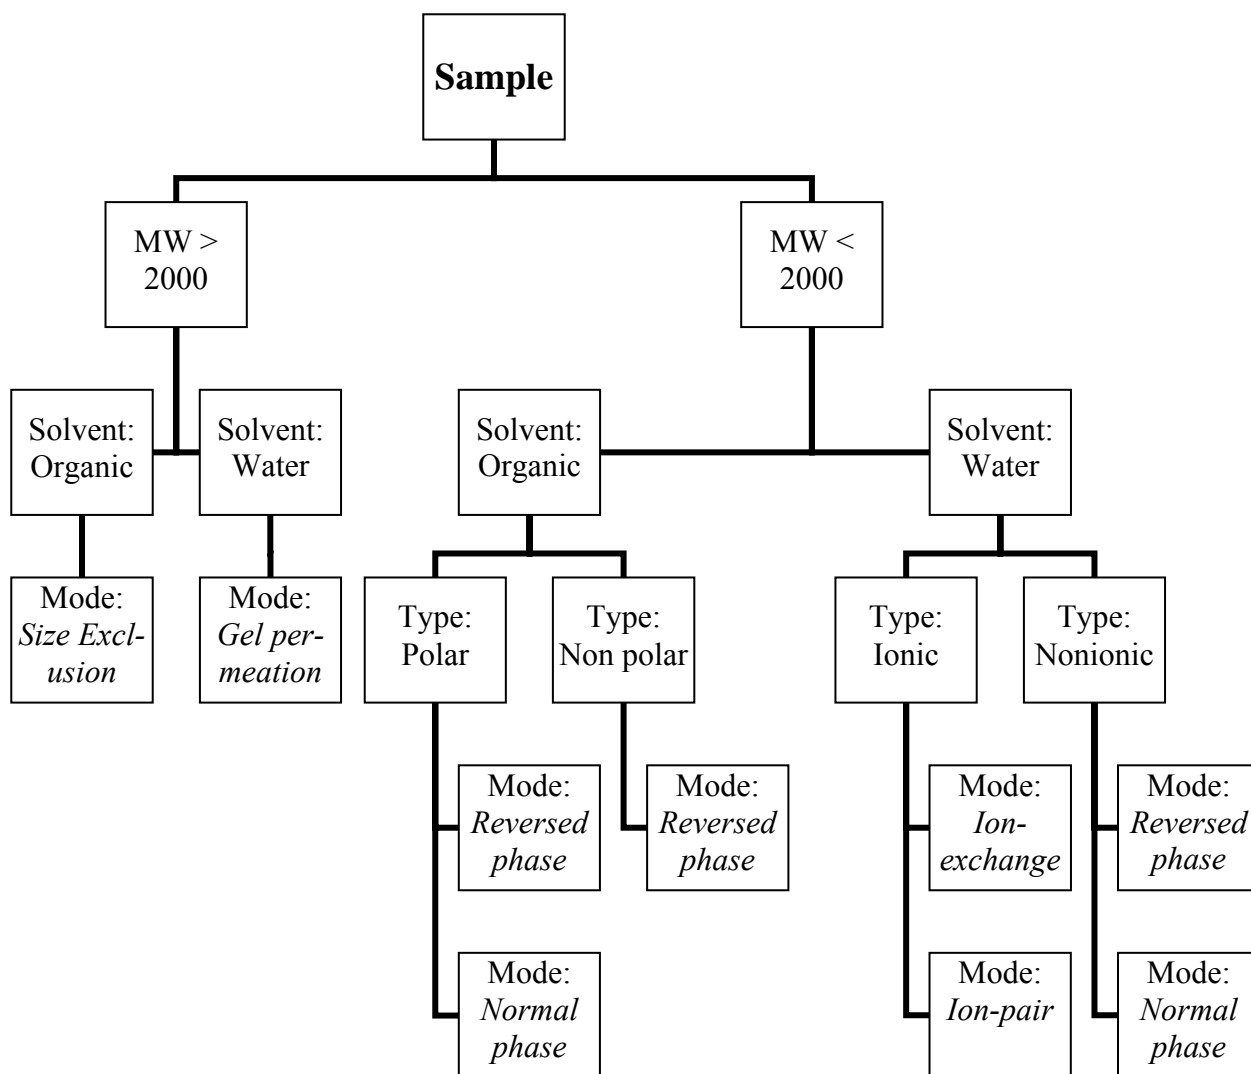 Sample
MW >
2000
MW <
2000
Solvent:
Organic
Solvent:
Water
Solvent:
Organic
Solvent:
Water
Mode:
Size Excl-
usion
Mode:
Gel per-
meation
Type:
Polar
Type:
Non polar
Type:
Ionic
Type:
Nonionic
Mode:
Reversed
phase
Mode:
Reversed
phase
Mode:
Ion-
exchange
Mode:
Reversed
phase
Mode:
Normal
phase
Mode:
Ion-pair
Mode:
Normal
phase